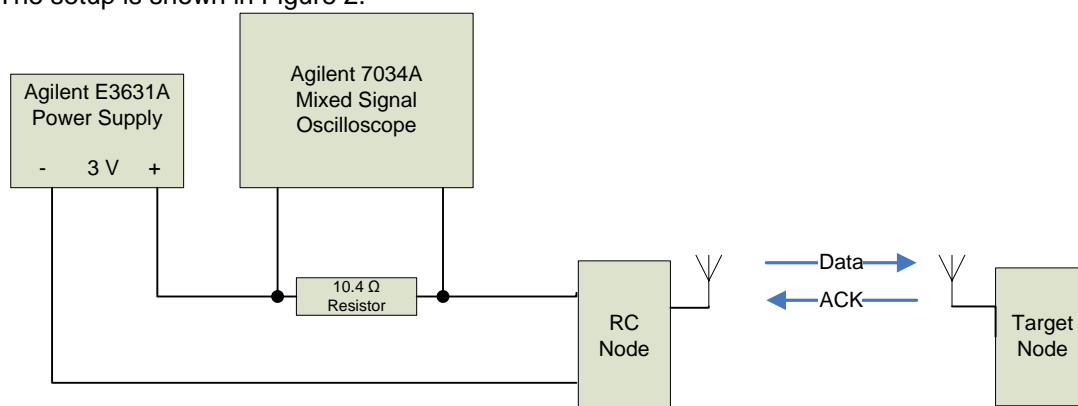 The setup is shown in Figure 2.
Agilent E3631A
Power Supply
- 3 V +
Agilent 7034A
Mixed Signal
Oscilloscope
10.4 Ω
Resistor
RC
Node
Data
ACK
Target
Node